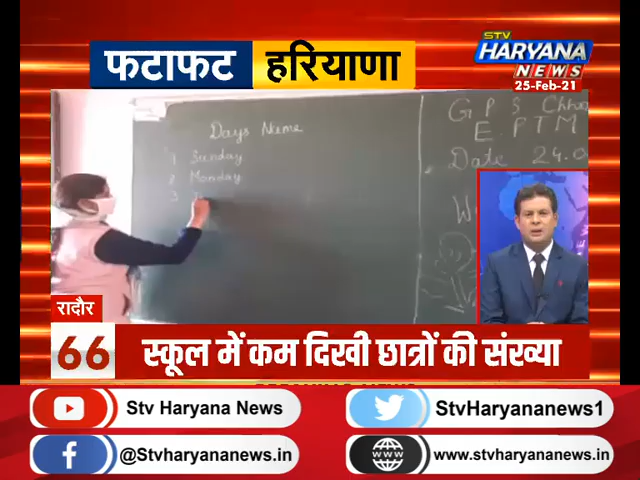 फटाफट हरियाणा
STV
HARYANA
NEWS
25-Feb-21
Days Name
1 Sunday
2 Monday
3
G P S
E. P T M
Date 24.0
रादौर
66 स्कूल में कम दिखी छात्रों की संख्या
Stv Haryana News
StvHaryananews1
@Stvharyananews.in
www.stvharyananews.in